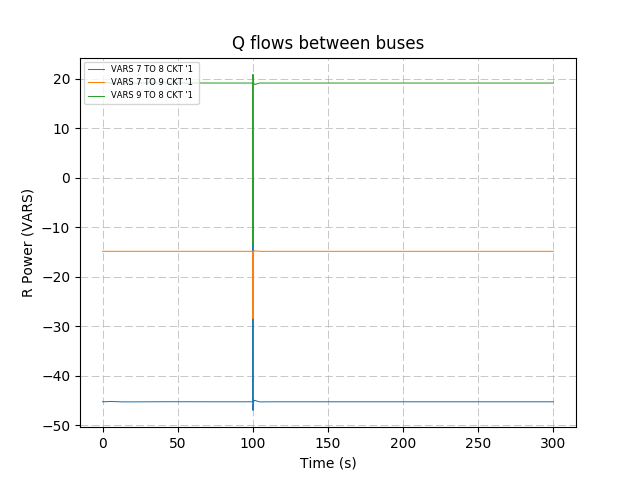 Q flows between buses
VARS 7 TO 8 CKT '1
VARS 7 TO 9 CKT '1
VARS 9 TO 8 CKT '1
20
10
0
−10
−20
−30
−40
−50
R Power (VARS)
0 50 100 150 200 250 300
Time (s)